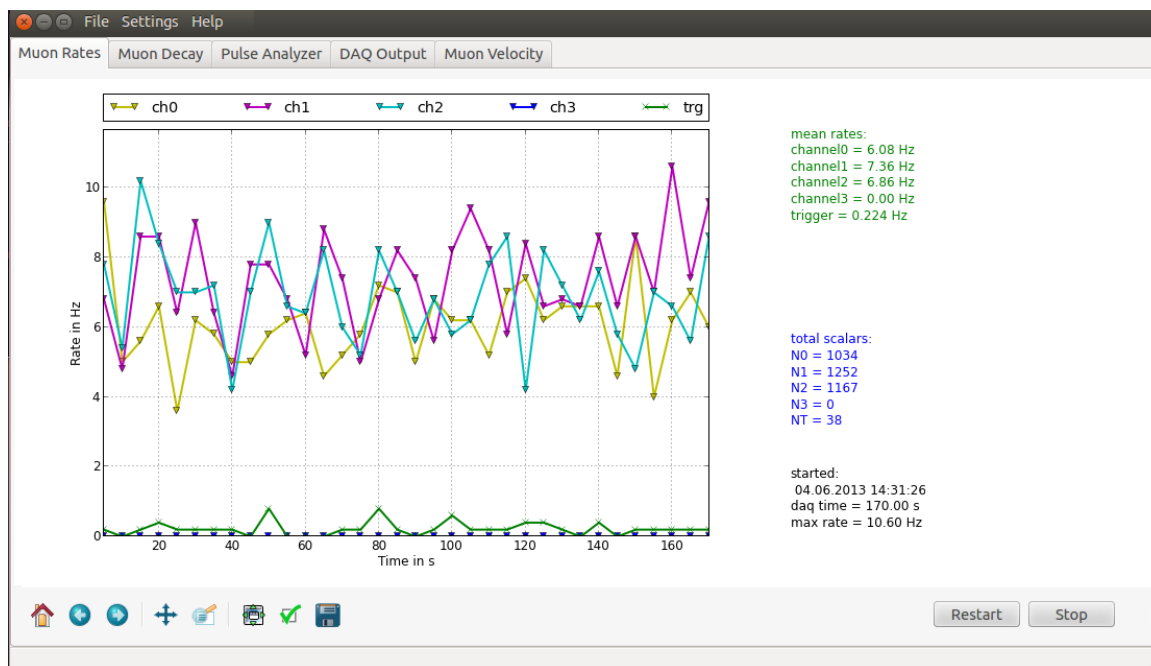 File Settings Help
Muon Rates Muon Decay Pulse Analyzer DAQ Output Muon Velocity
ch0 ch1 ch2 ch3 trg
10
8
6
4
2
0
Rate in Hz
20 40 60 80 100 120 140 160
Time in s
mean rates:
channel0 = 6.08 Hz
channel1 = 7.36 Hz
channel2 = 6.86 Hz
channel3 = 0.00 Hz
trigger = 0.224 Hz
total scalars:
N0 = 1034
N1 = 1252
N2 = 1167
N3 = 0
NT = 38
started:
04.06.2013 14:31:26
daq time = 170.00 s
max rate = 10.60 Hz
Restart Stop